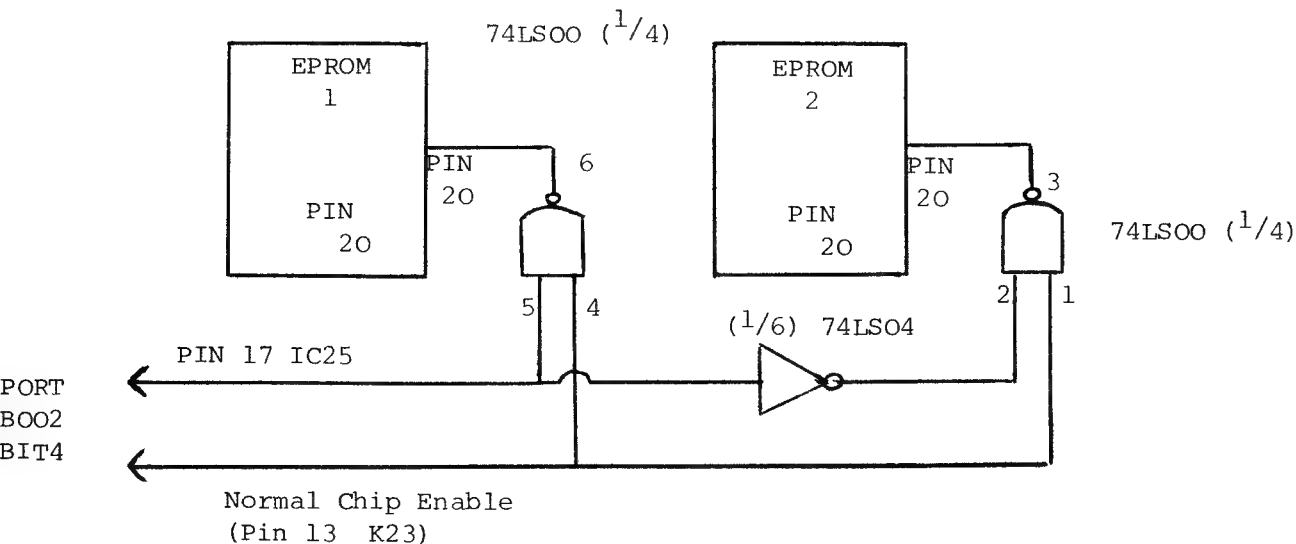 74LSOO (1/4)
EPROM
1
PIN
20
PIN
20
6
5
4
EPROM
2
PIN
20
PIN
20
3
74LSOO (1/4)
2
1
(1/6) 74LSO4
PIN 17 IC25
PORT
BOO2
BIT4
Normal Chip Enable
(Pin 13 K23)